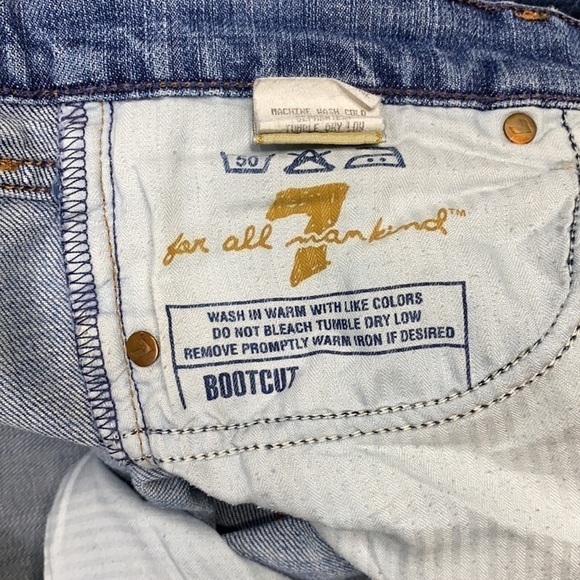 MACHINE WASH COLD
SEPARATELY
TUMBLE DRY LOW
50
7
for all mankind™
WASH IN WARM WITH LIKE COLORS
DO NOT BLEACH TUMBLE DRY LOW
REMOVE PROMPTLY WARM IRON IF DESIRED
BOOTCUT